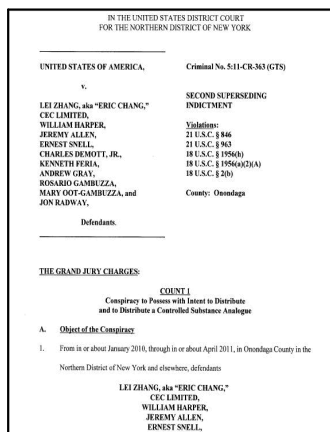 IN THE UNITED STATES DISTRICT COURT
FOR THE NORTHERN DISTRICT OF NEW YORK
UNITED STATES OF AMERICA,
v.
LEI ZHANG, aka “ERIC CHANG,”
CEC LIMITED,
WILLIAM HARPER,
JEREMY ALLEN,
ERNEST SNELL,
CHARLES DEMOTT, JR.,
KENNETH FERIA,
ANDREW GRAY,
ROSARIO GAMBUZZA,
MARY OOT-GAMBUZZA, and
JON RADWAY,
Defendants.
Criminal No. 5:11-CR-363 (GTS)
SECOND SUPERSEDING
INDICTMENT
Violations:
21 U.S.C. § 846
21 U.S.C. § 963
18 U.S.C. § 1956(h)
18 U.S.C. § 1956(a)(2)(A)
18 U.S.C. § 2(b)
County: Onondaga
THE GRAND JURY CHARGES:
COUNT 1
Conspiracy to Possess with Intent to Distribute
and to Distribute a Controlled Substance Analogue
A. Object of the Conspiracy
1. From in or about January 2010, through in or about April 2011, in Onondaga County in the
Northern District of New York and elsewhere, defendants
LEI ZHANG, aka “ERIC CHANG,”
CEC LIMITED,
WILLIAM HARPER,
JEREMY ALLEN,
ERNEST SNELL,